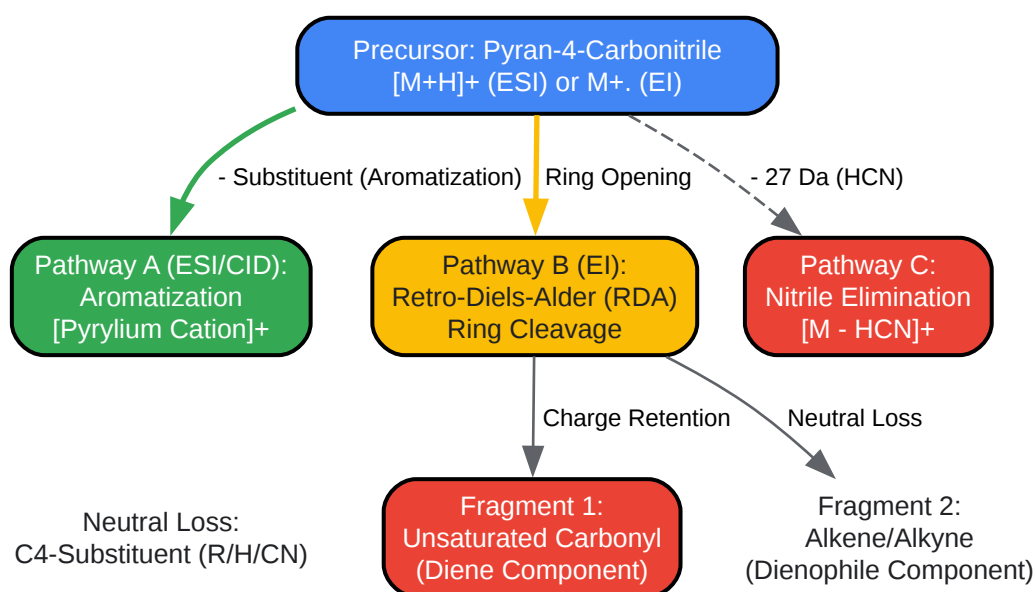 Precursor: Pyran-4-Carbonitrile
[M+H]+ (ESI) or M+. (EI)
- Substituent (Aromatization)
Ring Opening
- 27 Da (HCN)
Pathway A (ESI/CID):
Aromatization
[Pyrylium Cation]+
Pathway B (EI):
Retro-Diels-Alder (RDA)
Ring Cleavage
Pathway C:
Nitrile Elimination
[M - HCN]+
Charge Retention
Neutral Loss
Neutral Loss:
C4-Substituent (R/H/CN)
Fragment 1:
Unsaturated Carbonyl
(Diene Component)
Fragment 2:
Alkene/Alkyne
(Dienophile Component)